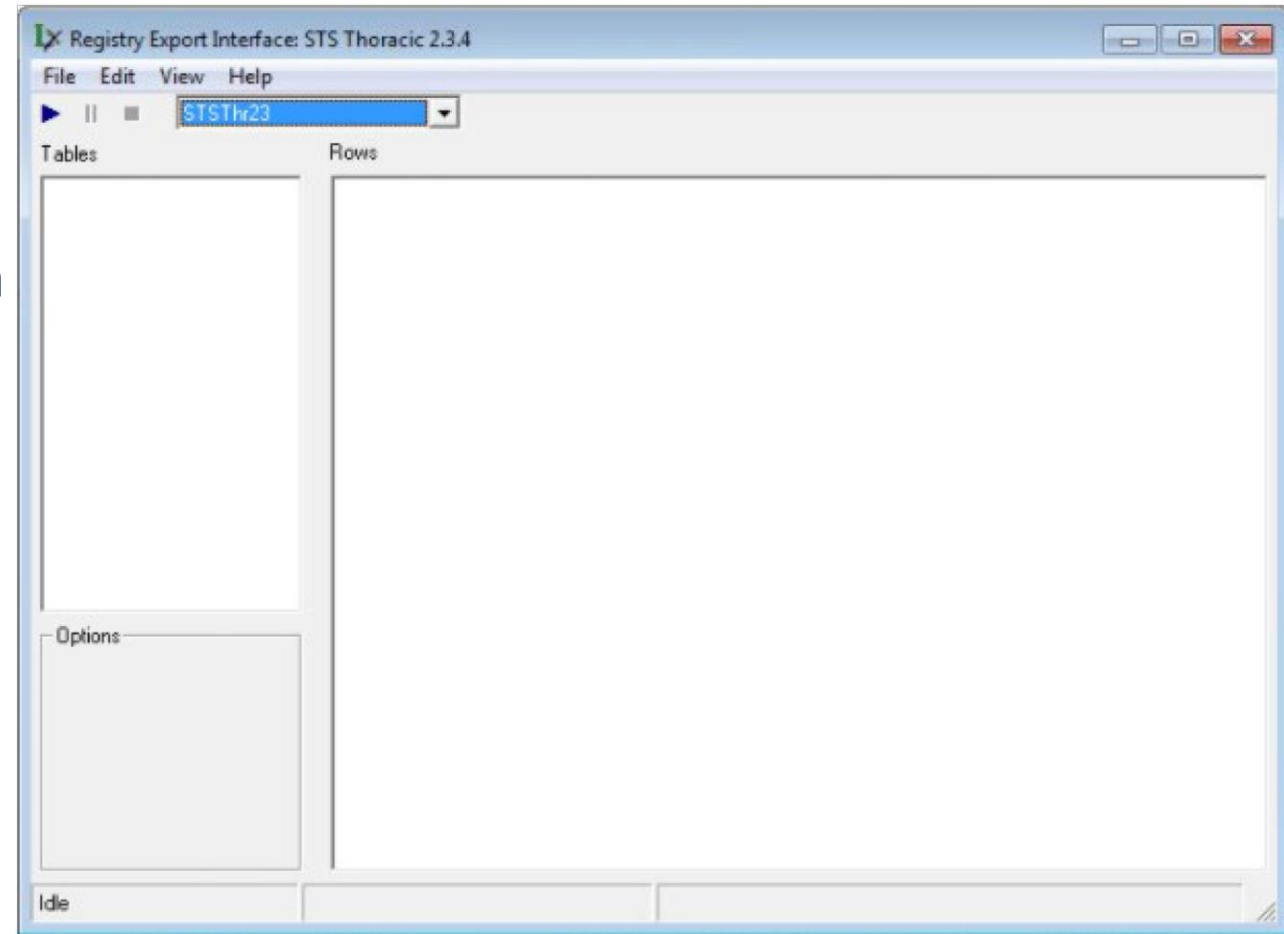 Registry Export Interface: STS Thoracic 2.3.4
File Edit View Help
STSThr23
Tables Rows
Options
Idle